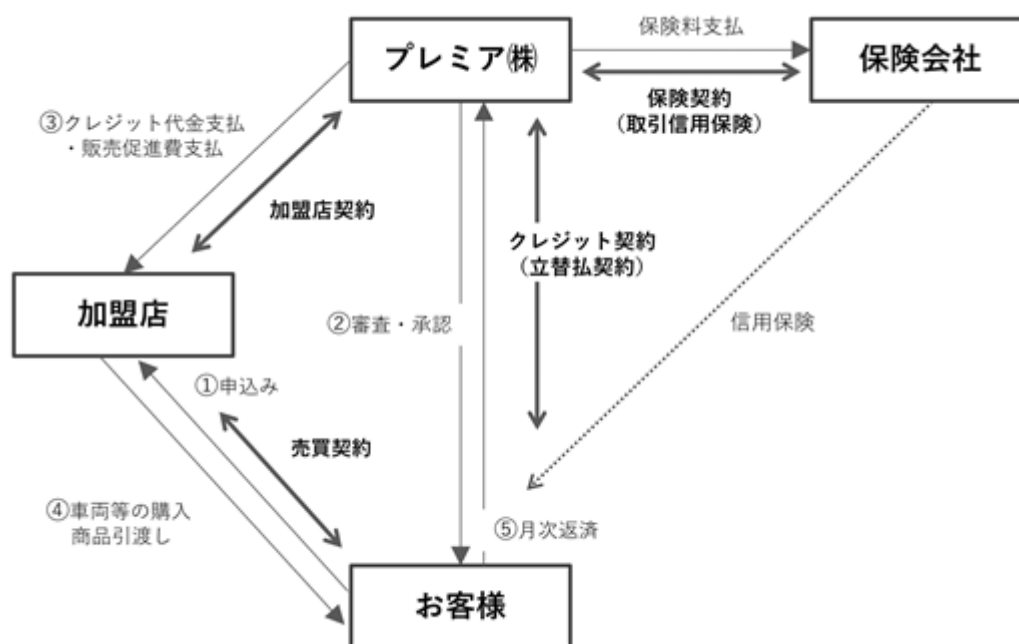 プレミア㈱
保険料支払
保険会社
保険契約
（取引信用保険）
③クレジット代金支払
・販売促進費支払
加盟店契約
クレジット契約
（立替払契約）
加盟店
②審査・承認
信用保険
①申込み
売買契約
④車両等の購入
商品引渡し
⑤月次返済
お客様